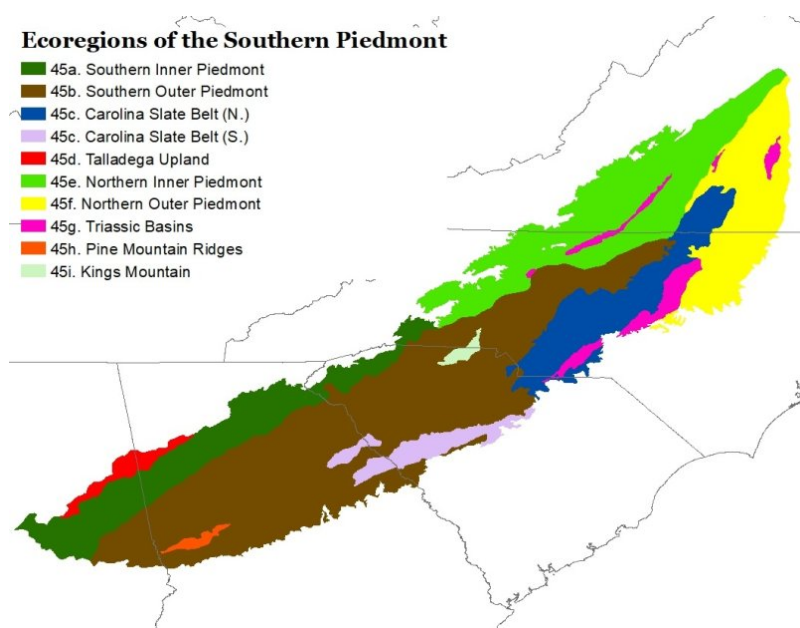 Ecoregions of the Southern Piedmont
45a. Southern Inner Piedmont
45b. Southern Outer Piedmont
45c. Carolina Slate Belt (N.)
45c. Carolina Slate Belt (S.)
45d. Talladega Upland
45e. Northern Inner Piedmont
45f. Northern Outer Piedmont
45g. Triassic Basins
45h. Pine Mountain Ridges
45i. Kings Mountain